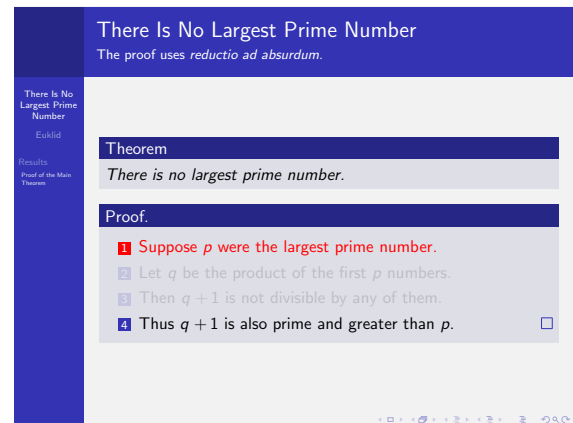 There Is No Largest Prime Number
The proof uses reductio ad absurdum.
There Is No
Largest Prime
Number
Euklid
Results
Proof of the Main
Theorem
Theorem
There is no largest prime number.
Proof.
1 Suppose p were the largest prime number.
2 Let q be the product of the first p numbers.
3 Then q + 1 is not divisible by any of them.
4 Thus q + 1 is also prime and greater than p. □